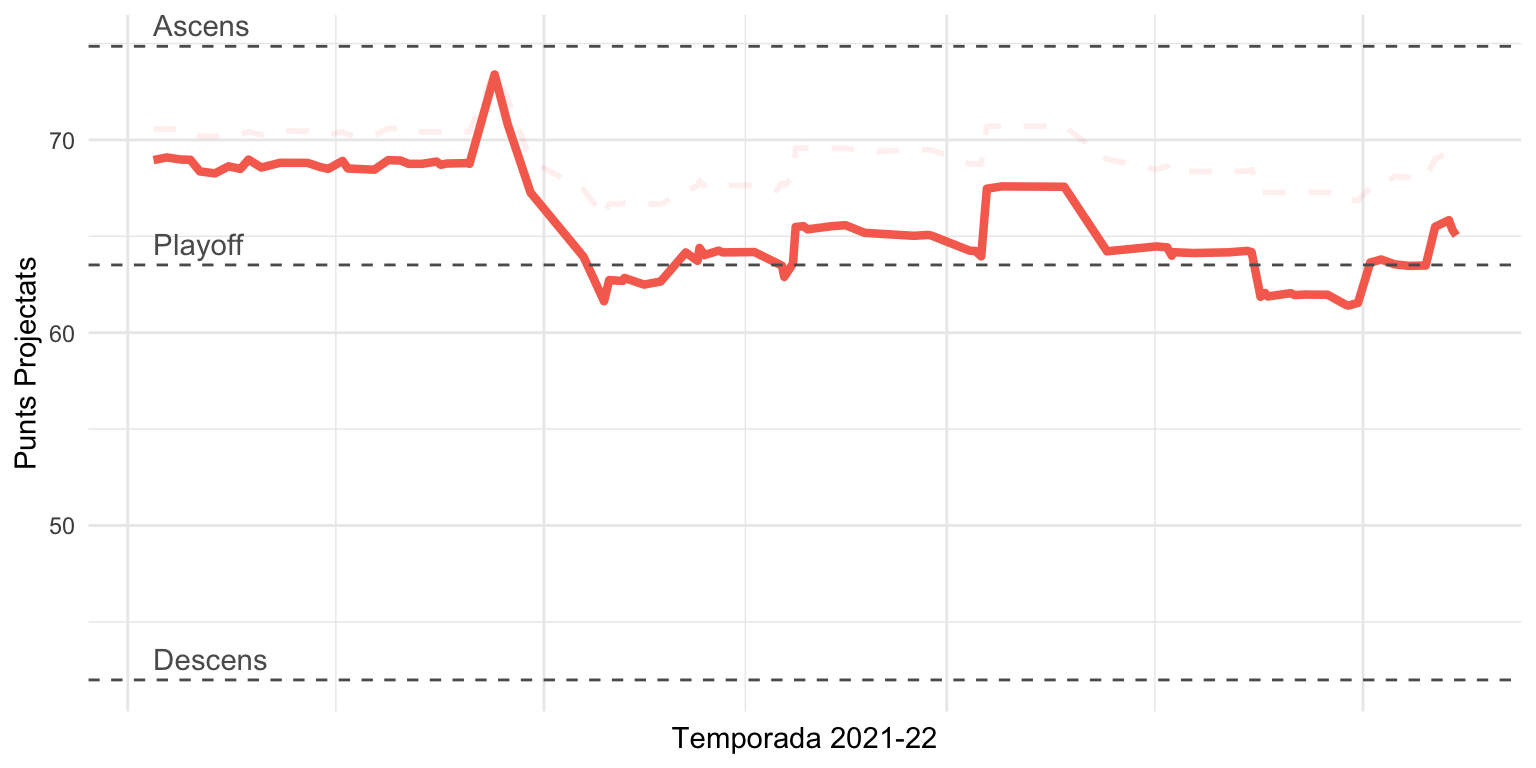 Ascens
70
Playoff
60
50
Descens
Punts Projectats
Temporada 2021-22